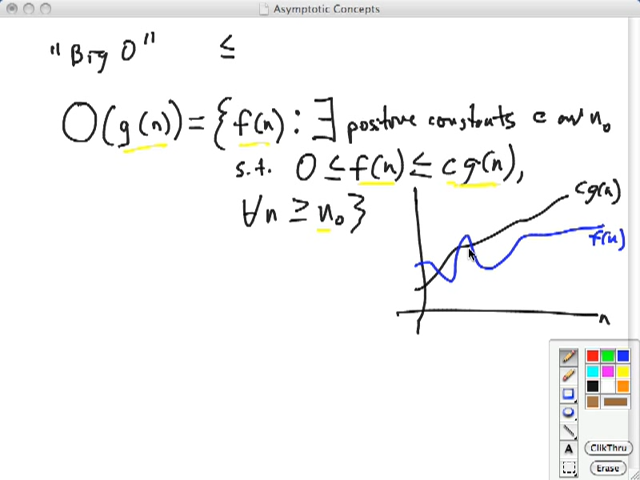 Asymptotic Concepts
"Big O" ≤
O(g(n)) = {f(n) : ∃ positive constants c and n₀
s.t. 0 ≤ f(n) ≤ cg(n),
∀n ≥ n₀}
cg(n)
f(n)
n
A
ClikThru
Erase